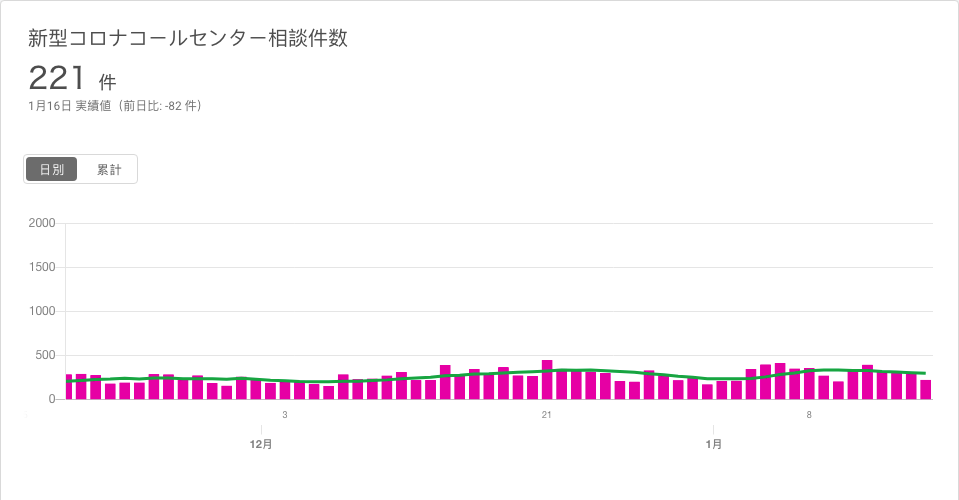 新型コロナコールセンター相談件数
221 件
1月16日 実績値（前日比: -82 件）
日別 累計
2000
1500
1000
500
0
3 21 8
12月 1月